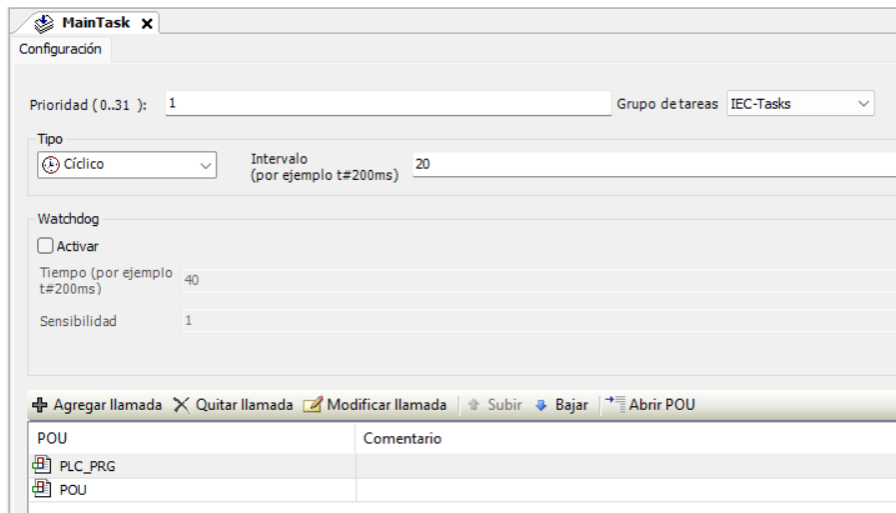 MainTask
Configuración
Prioridad ( 0..31 ): 1 Grupo de tareas IEC-Tasks
Tipo
Cíclico Intervalo (por ejemplo t#200ms) 20
Watchdog
Activar
Tiempo (por ejemplo t#200ms) 40
Sensibilidad 1
Agregar llamada Quitar llamada Modificar llamada Subir Bajar Abrir POU
POU Comentario
PLC_PRG
POU